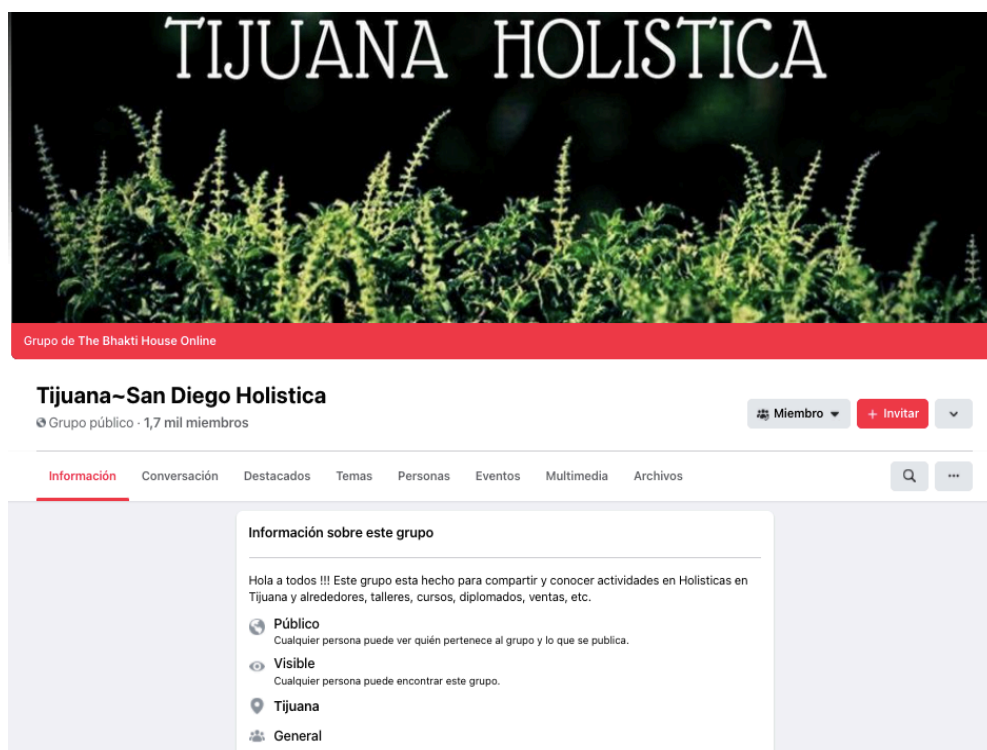 TIJUANA HOLISTICA
Grupo de The Bhakti House Online
Tijuana~San Diego Holistica
Grupo público · 1,7 mil miembros
Miembro
+ Invitar
Información Conversación Destacados Temas Personas Eventos Multimedia Archivos
Información sobre este grupo
Hola a todos !!! Este grupo esta hecho para compartir y conocer actividades en Holisticas en
Tijuana y alrededores, talleres, cursos, diplomados, ventas, etc.
Público
Cualquier persona puede ver quién pertenece al grupo y lo que se publica.
Visible
Cualquier persona puede encontrar este grupo.
Tijuana
General